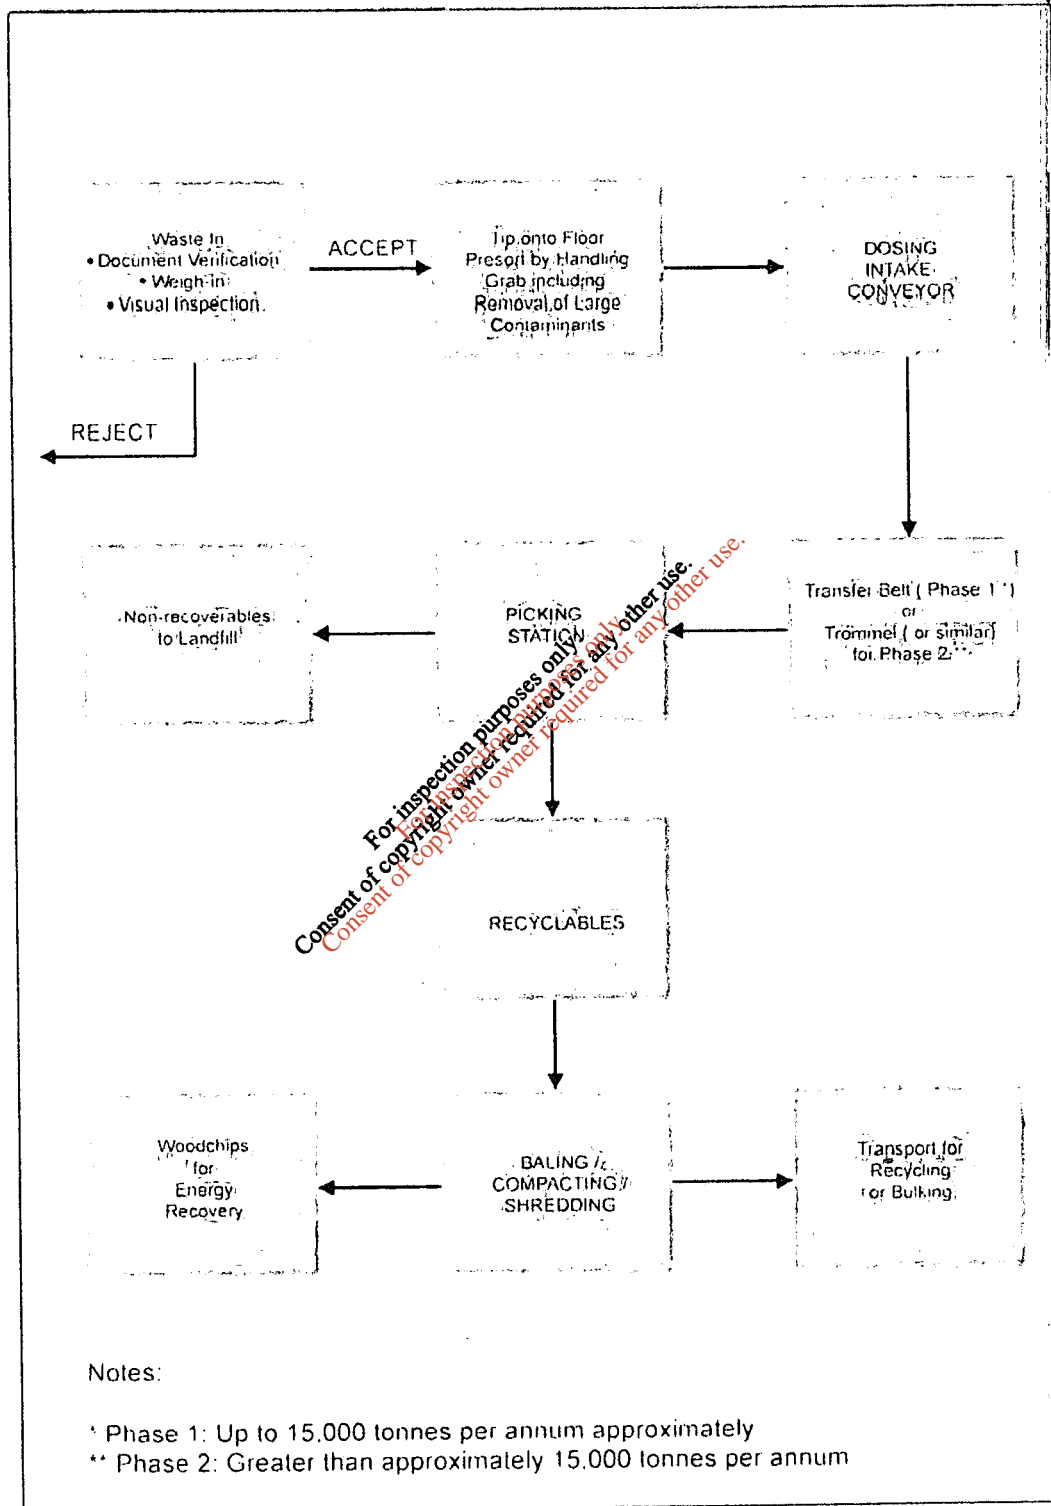 Waste In
• Document Verification
• Weigh-in
• Visual Inspection
ACCEPT
Tip onto Floor
Presort by Handling
Grab including
Removal of Large
Contaminants
DOSING
INTAKE
CONVEYOR
REJECT
Non-recoverables
to Landfill
PICKING
STATION
Transfer Belt ( Phase 1 *)
or
Trommel ( or similar)
for Phase 2 **
For inspection purposes only.
Consent of copyright owner required for any other use.
For inspection purposes only.
Consent of copyright owner required for any other use.
RECYCLABLES
Woodchips
for
Energy
Recovery
BALING /
COMPACTING /
SHREDDING
Transport for
Recycling
or Bulking
Notes:
* Phase 1: Up to 15,000 tonnes per annum approximately
** Phase 2: Greater than approximately 15,000 tonnes per annum